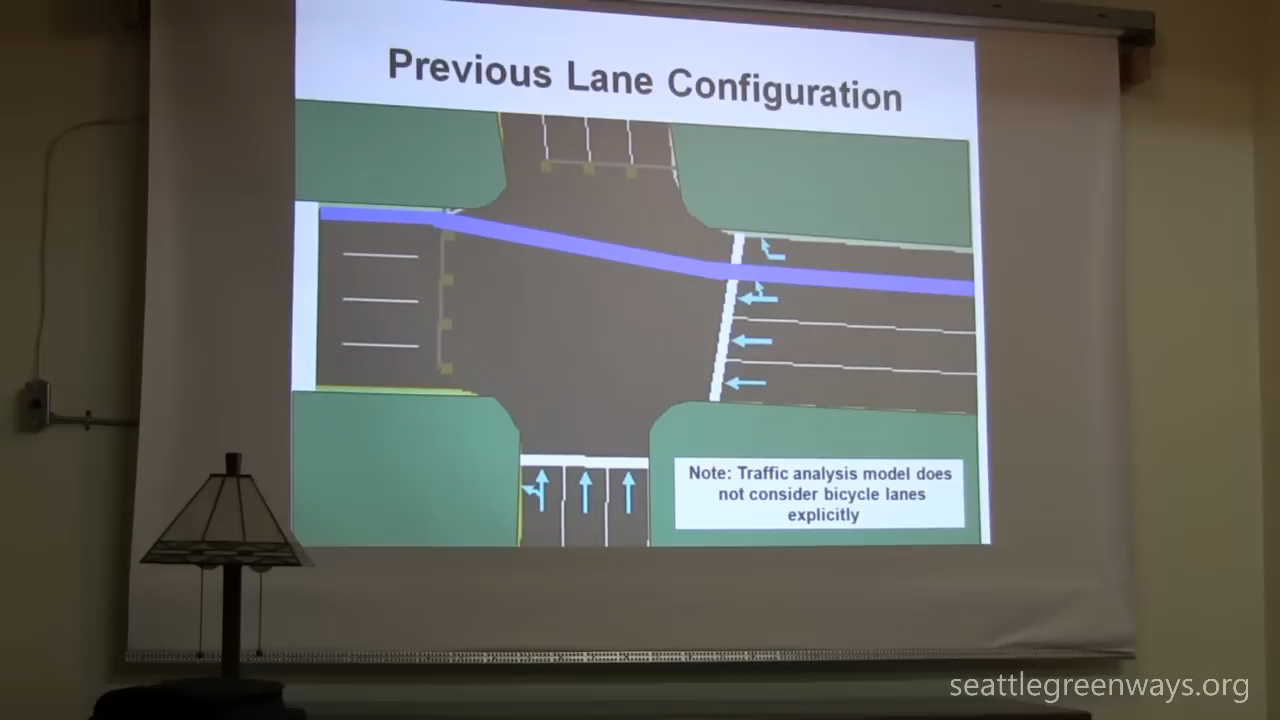 Previous Lane Configuration
Note: Traffic analysis model does
not consider bicycle lanes
explicitly
seattlegreenways.org